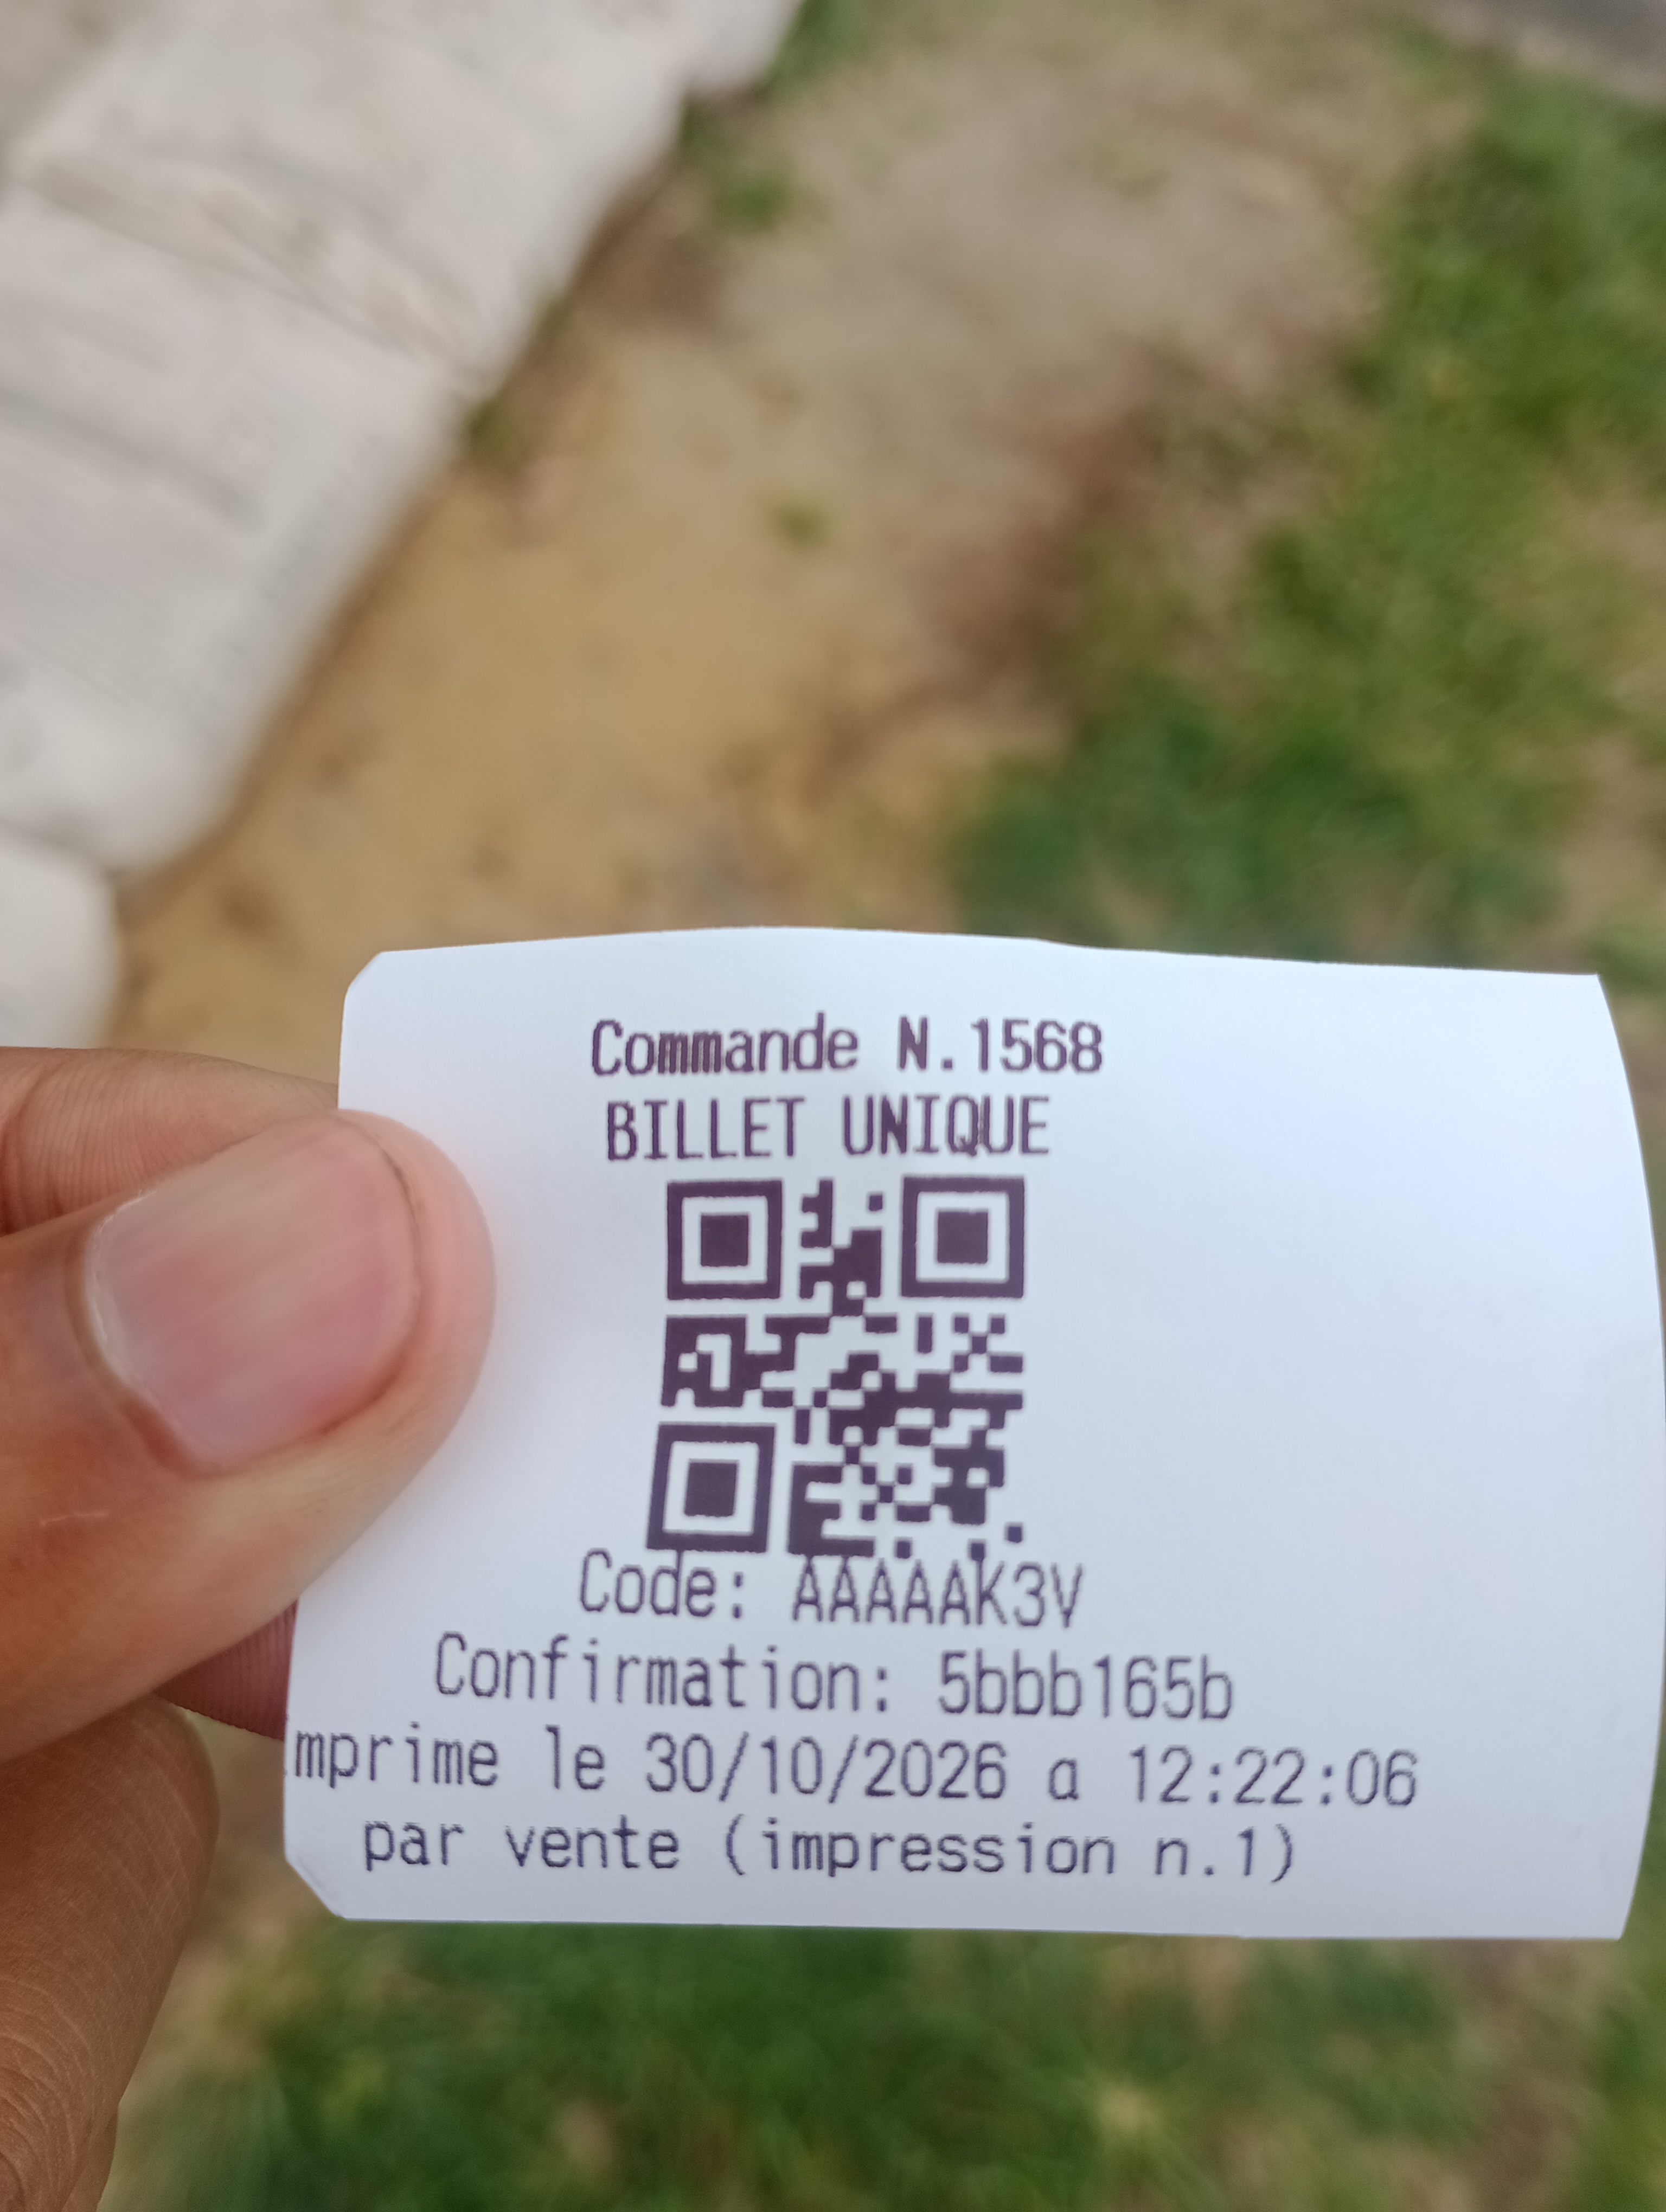 Commande N.1568
BILLET UNIQUE
Code: AAAAAK3V
Confirmation: 5bbb165b
mprime le 30/10/2026 a 12:22:06
par vente (impression n.1)